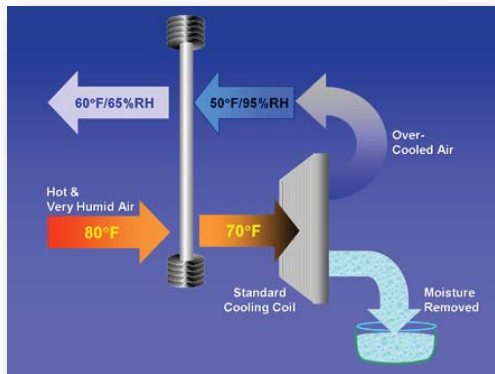 60°F/65%RH
50°F/95%RH
Over-
Cooled Air
Hot &
Very Humid Air
80°F
70°F
Standard
Cooling Coil
Moisture
Removed